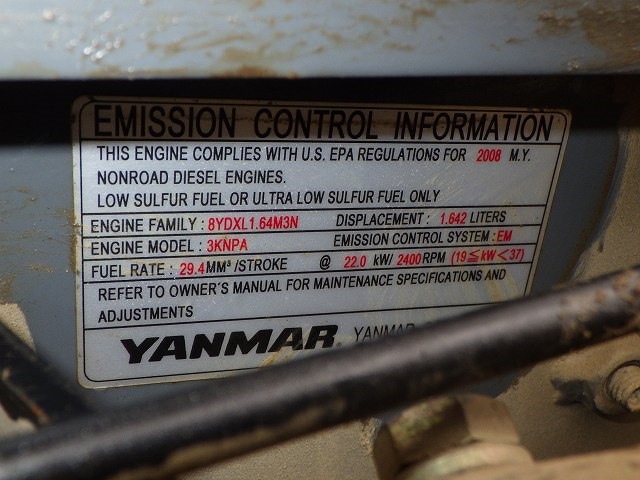 EMISSION CONTROL INFORMATION
THIS ENGINE COMPLIES WITH U.S. EPA REGULATIONS FOR 2008 M.Y.
NONROAD DIESEL ENGINES.
LOW SULFUR FUEL OR ULTRA LOW SULFUR FUEL ONLY
ENGINE FAMILY : 8YDXL1.64M3N DISPLACEMENT : 1.642 LITERS
ENGINE MODEL : 3KNPA EMISSION CONTROL SYSTEM : EM
FUEL RATE : 29.4MM³/STROKE @ 22.0 kW/ 2400RPM (19≦kW<37)
REFER TO OWNER'S MANUAL FOR MAINTENANCE SPECIFICATIONS AND
ADJUSTMENTS
YANMAR® YANMAR